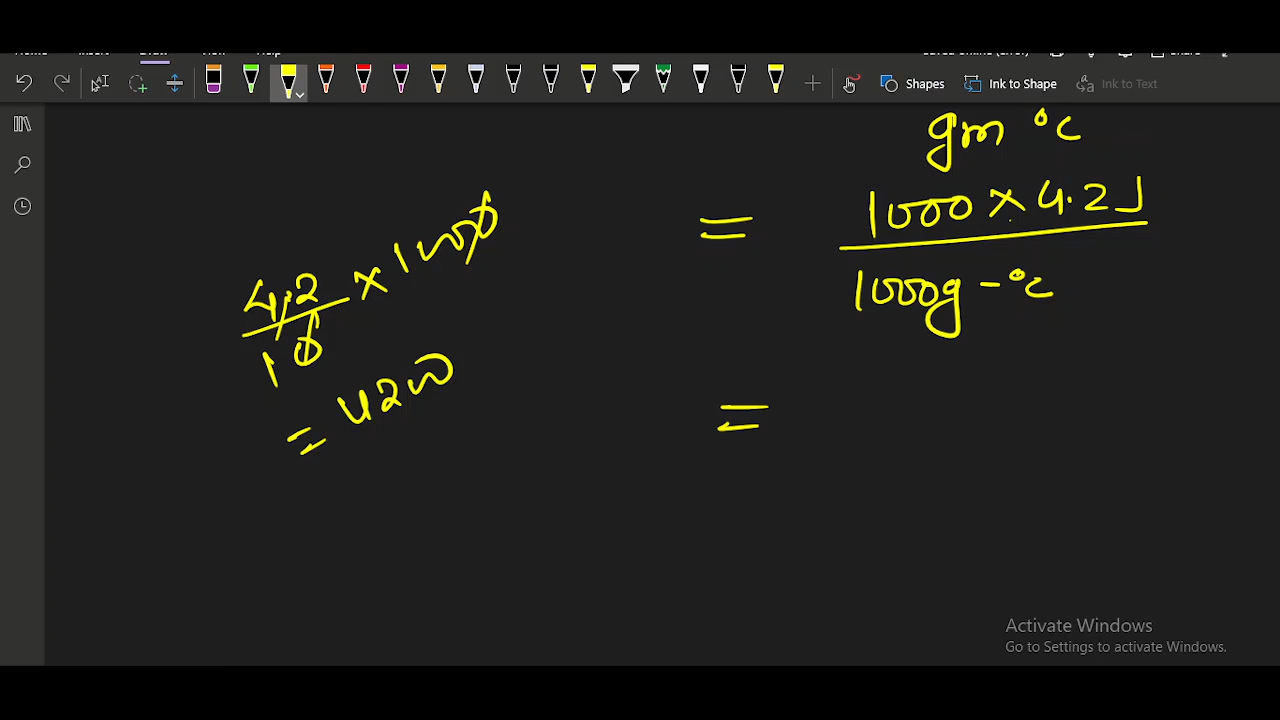 Shapes Ink to Shape Ink to Text
gm °C
= 1000 × 4.2 J
1000g - °C
4.2 × 1000
10
= 4200
=
Activate Windows
Go to Settings to activate Windows.